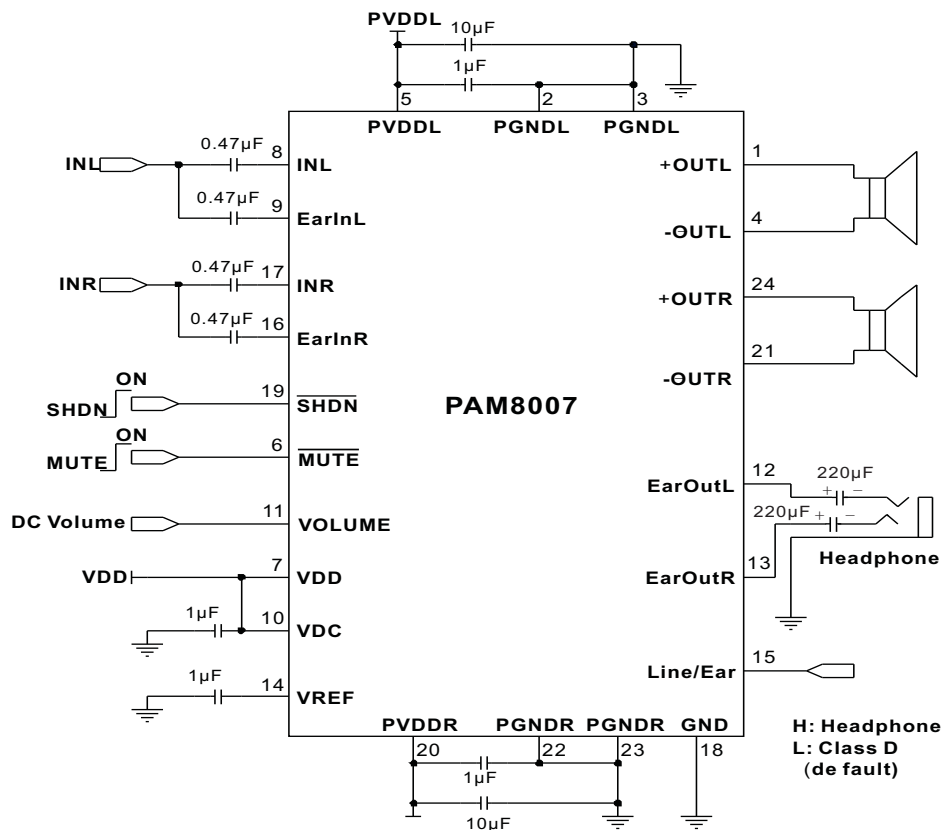 PVDDL
10µF
1µF
5
2
3
PVDDL
PGNDL
PGNDL
INL
0.47µF
8
INL
0.47µF
9
EarInL
INR
0.47µF
17
INR
0.47µF
16
EarInR
ON
SHDN
19
SHDN
ON
MUTE
6
MUTE
DC Volume
11
VOLUME
VDD
7
VDD
1µF
10
VDC
1µF
14
VREF
PAM8007
+OUTL
1
-OUTL
4
+OUTR
24
-OUTR
21
EarOutL
12
220µF
+ –
220µF
+ –
Headphone
EarOutR
13
Line/Ear
15
H: Headphone
L: Class D
(de fault)
PVDDR
PGNDR
PGNDR
GND
20
22
23
18
1µF
10µF